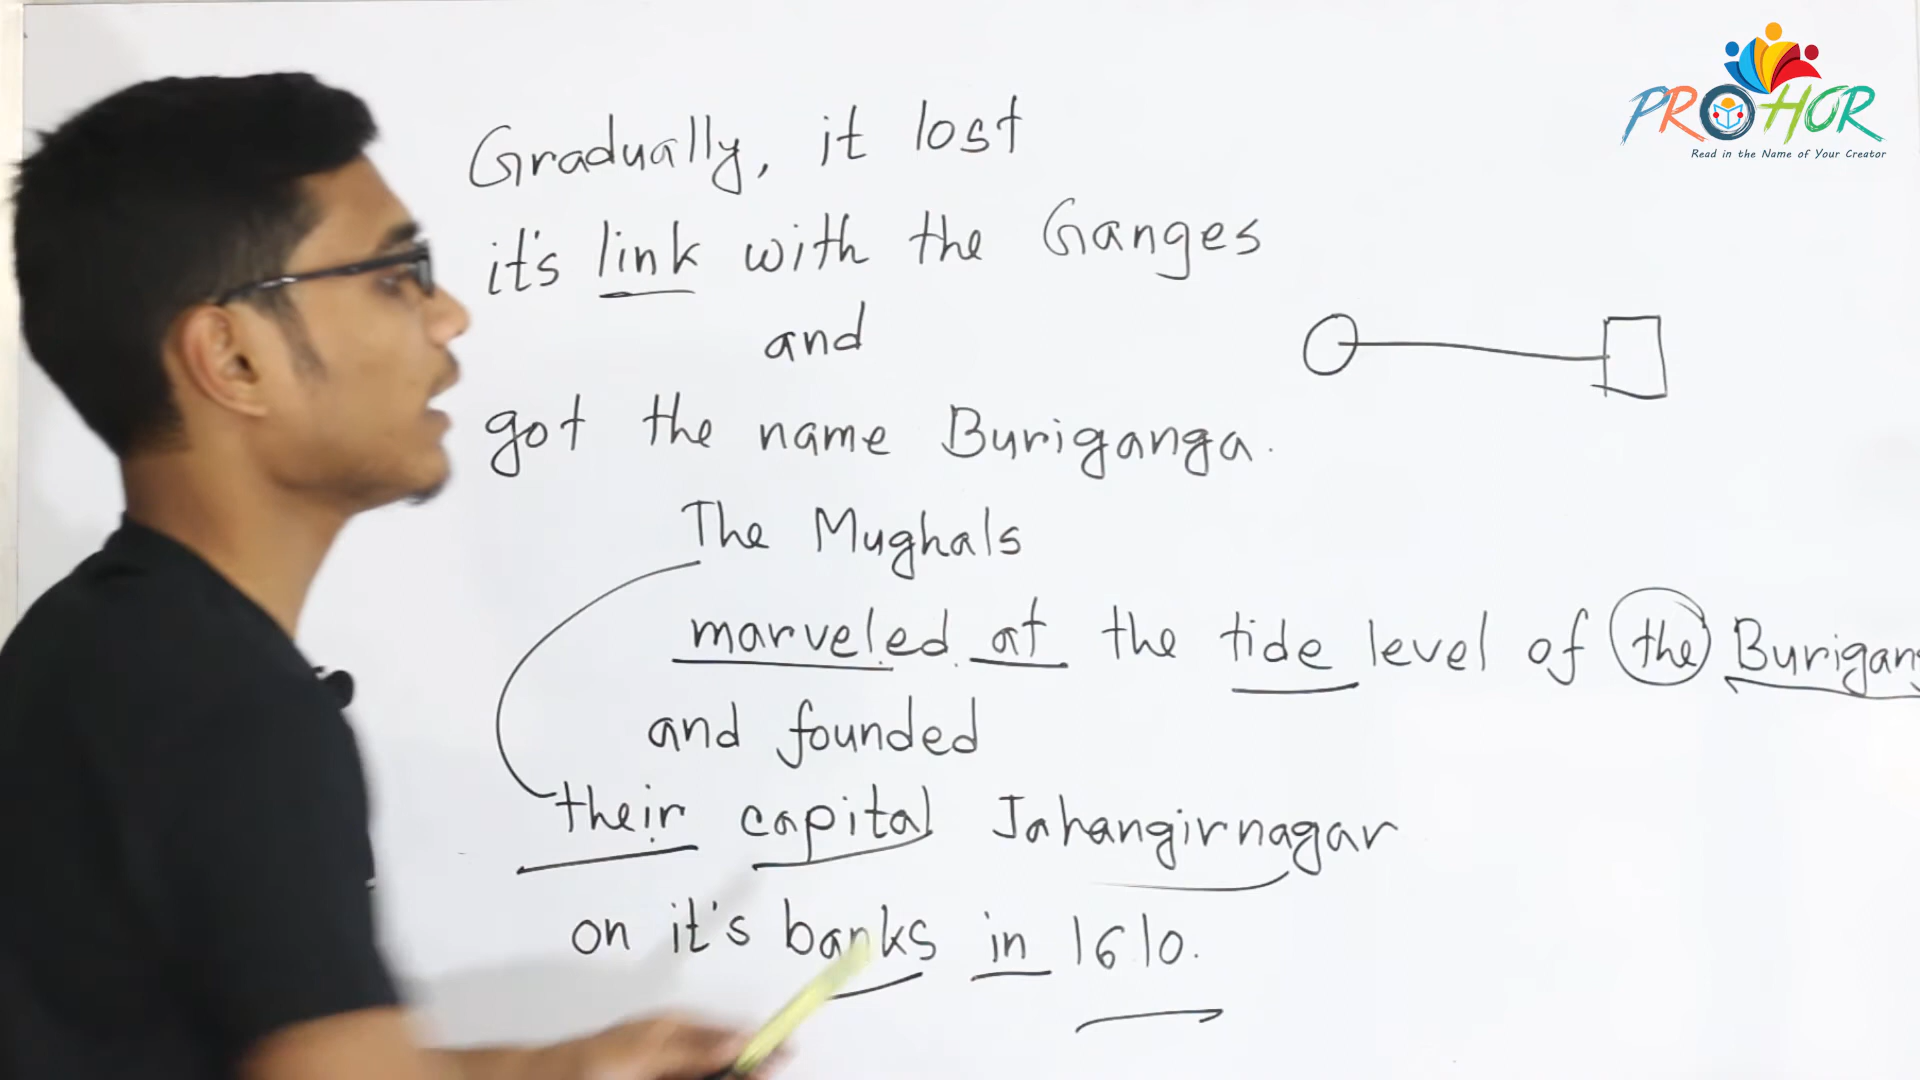 PROHOR
Read in the Name of Your Creator
Gradually, it lost
it's link with the Ganges
and
got the name Buriganga.
The Mughals
marveled at the tide level of the
and founded
their capital Jahangirnagar
on it's banks in 1610.